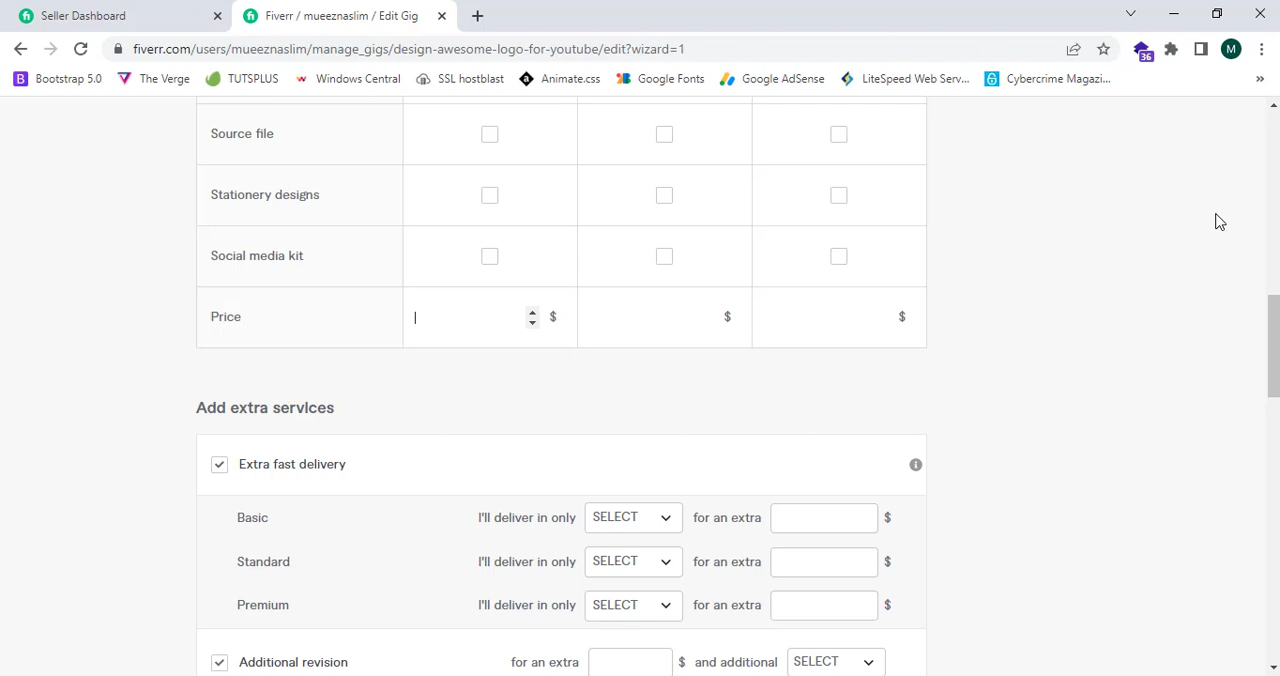 Seller Dashboard
Fiverr / mueeznaslim / Edit Gig
fiverr.com/users/mueeznaslim/manage_gigs/design-awesome-logo-for-youtube/edit?wizard=1
36
M
Bootstrap 5.0 The Verge TUTSPLUS Windows Central SSL hostblast Animate.css Google Fonts Google AdSense LiteSpeed Web Serv... Cybercrime Magazi...
Source file
Stationery designs
Social media kit
Price $ $ $
Add extra services
Extra fast delivery
Basic I'll deliver in only SELECT for an extra $
Standard I'll deliver in only SELECT for an extra $
Premium I'll deliver in only SELECT for an extra $
Additional revision for an extra $ and additional SELECT